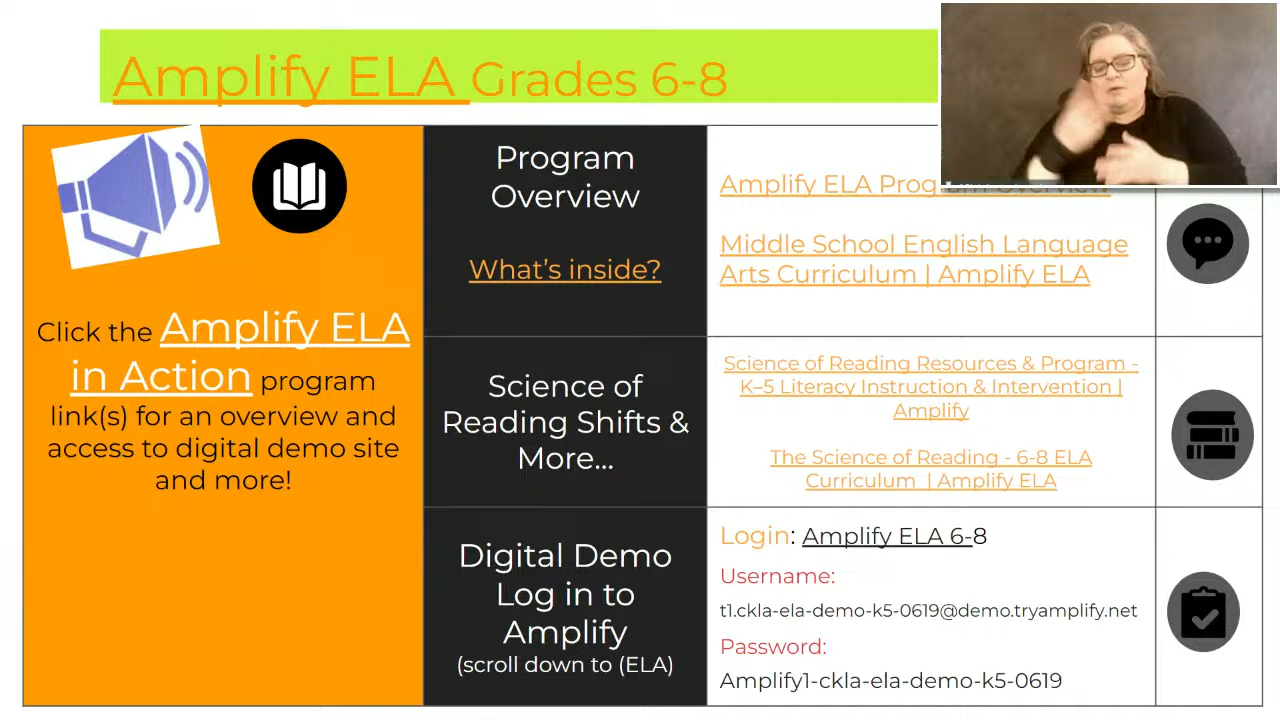 Amplify ELA Grades 6-8
Click the Amplify ELA
in Action program
link(s) for an overview and
access to digital demo site
and more!
Program
Overview
What's inside?
Amplify ELA Program Overview
Middle School English Language
Arts Curriculum | Amplify ELA
Science of
Reading Shifts &
More...
Science of Reading Resources & Program -
K–5 Literacy Instruction & Intervention |
Amplify
The Science of Reading - 6-8 ELA
Curriculum | Amplify ELA
Digital Demo
Log in to
Amplify
(scroll down to (ELA)
Login: Amplify ELA 6-8
Username:
t1.ckla-ela-demo-k5-0619@demo.tryamplify.net
Password:
Amplify1-ckla-ela-demo-k5-0619